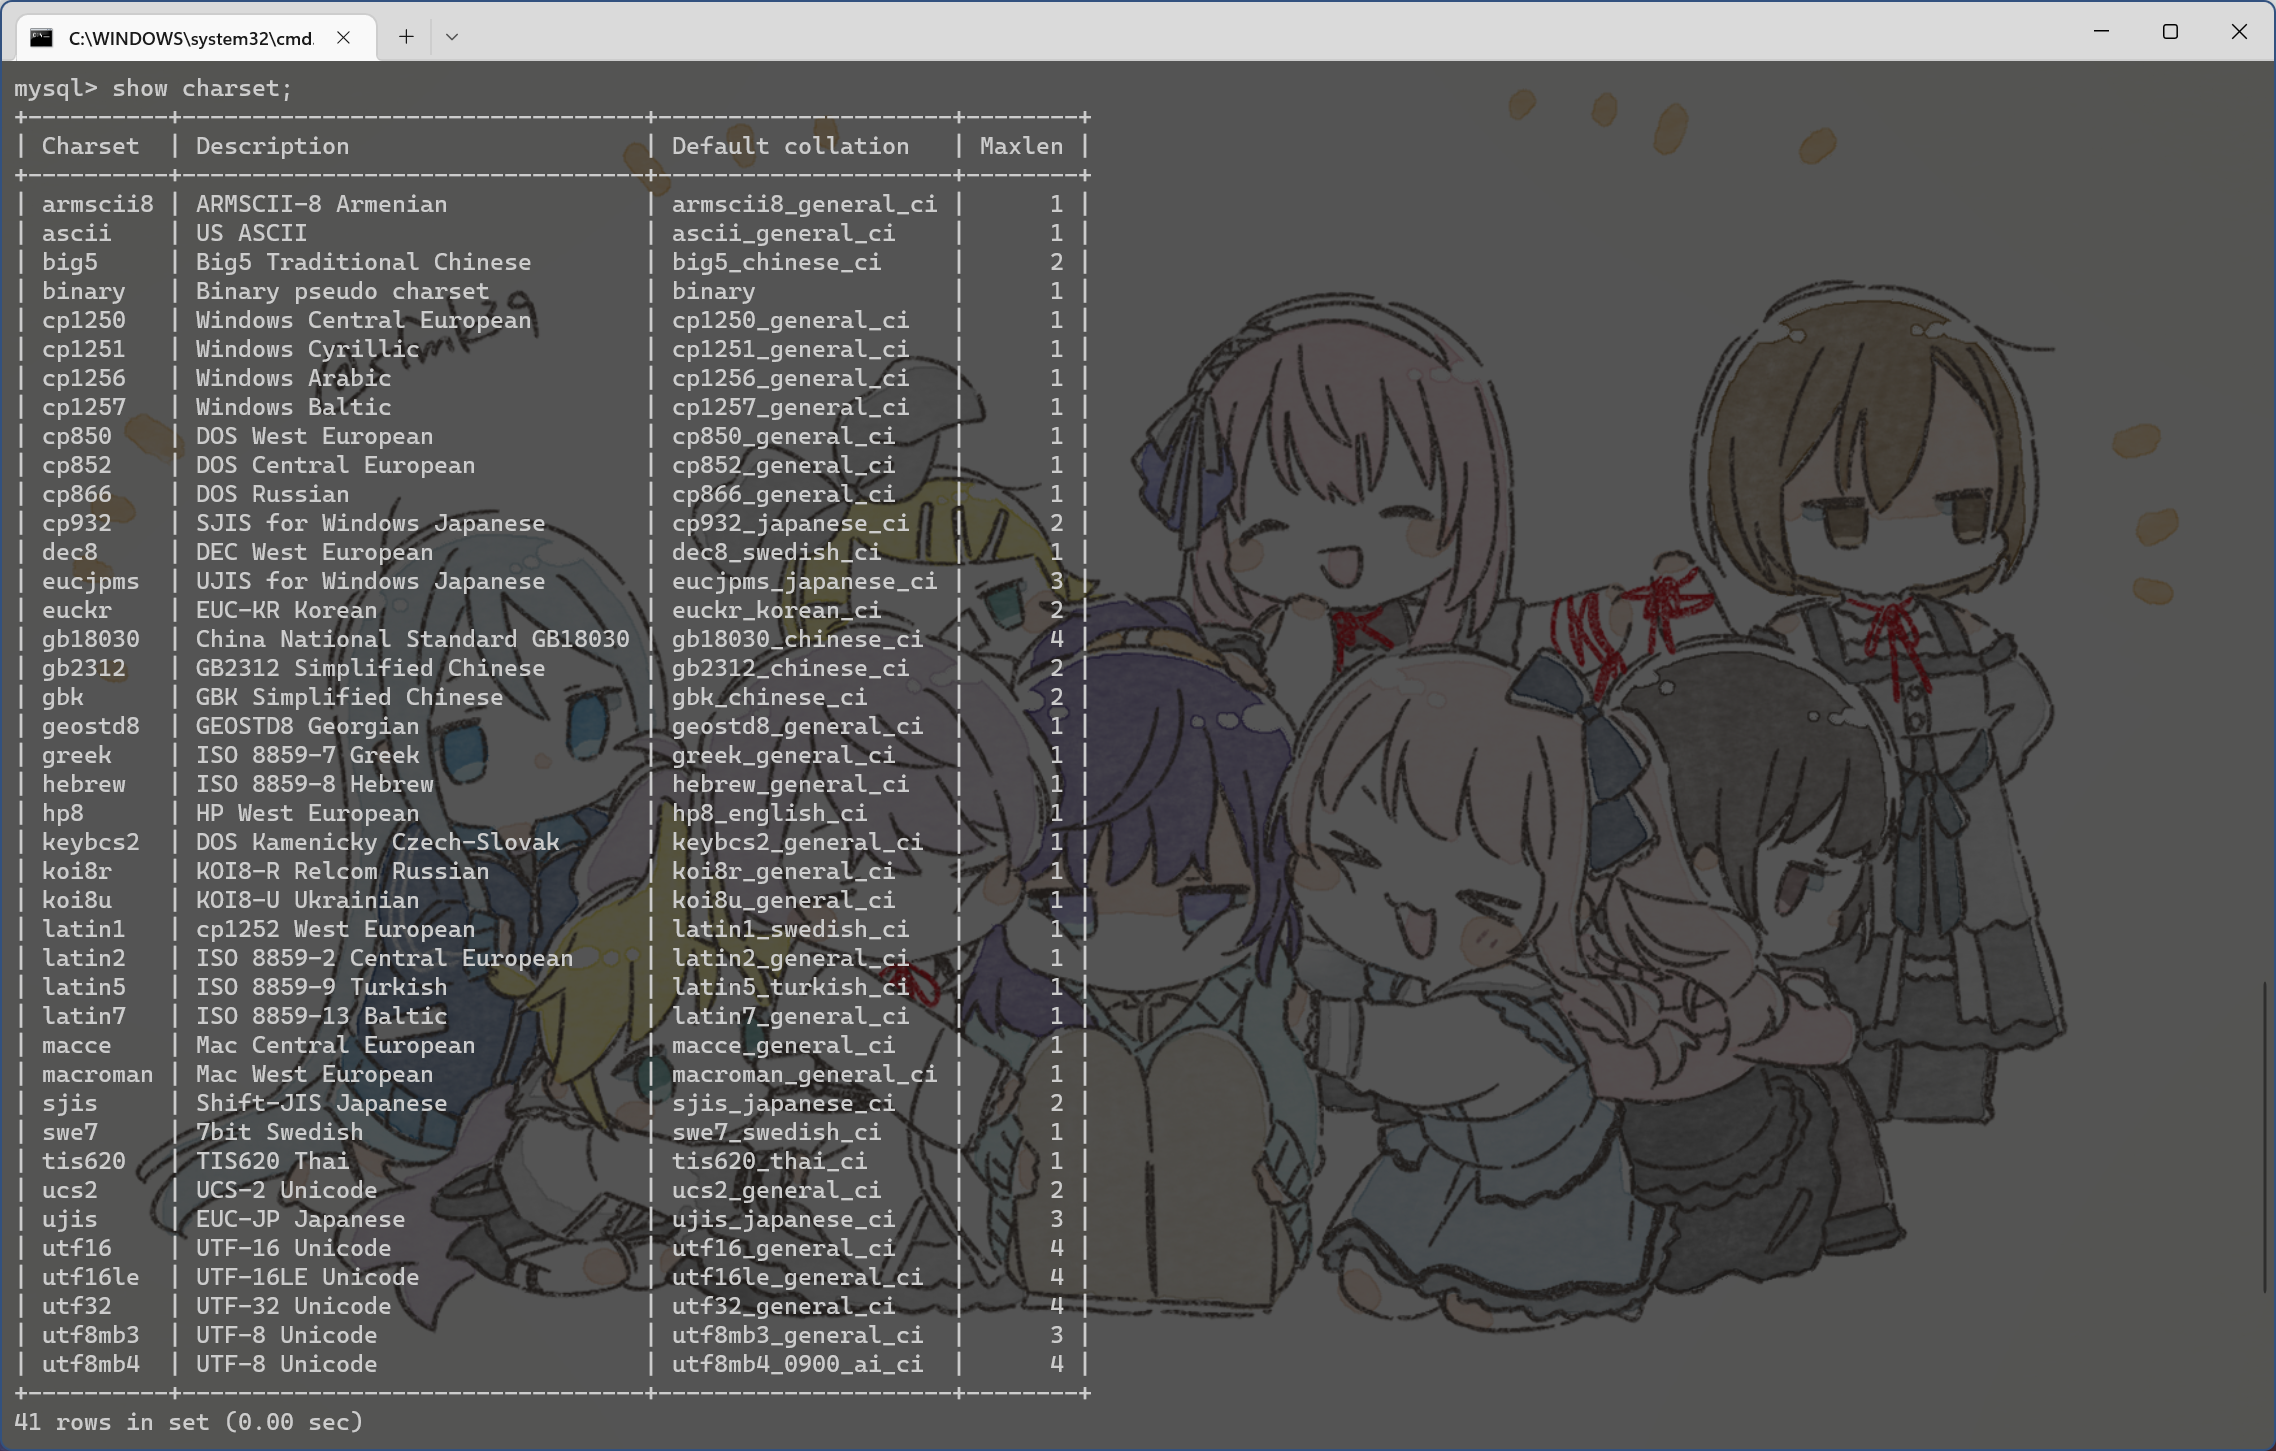 C:\WINDOWS\system32\cmd.
mysql> show charset;
+----------+---------------------------------+---------------------+--------+
| Charset  | Description                     | Default collation   | Maxlen |
+----------+---------------------------------+---------------------+--------+
| armscii8 | ARMSCII-8 Armenian              | armscii8_general_ci |      1 |
| ascii    | US ASCII                        | ascii_general_ci    |      1 |
| big5     | Big5 Traditional Chinese        | big5_chinese_ci     |      2 |
| binary   | Binary pseudo charset           | binary              |      1 |
| cp1250   | Windows Central European        | cp1250_general_ci   |      1 |
| cp1251   | Windows Cyrillic                | cp1251_general_ci   |      1 |
| cp1256   | Windows Arabic                  | cp1256_general_ci   |      1 |
| cp1257   | Windows Baltic                  | cp1257_general_ci   |      1 |
| cp850    | DOS West European               | cp850_general_ci    |      1 |
| cp852    | DOS Central European            | cp852_general_ci    |      1 |
| cp866    | DOS Russian                     | cp866_general_ci    |      1 |
| cp932    | SJIS for Windows Japanese       | cp932_japanese_ci   |      2 |
| dec8     | DEC West European               | dec8_swedish_ci     |      1 |
| eucjpms  | UJIS for Windows Japanese       | eucjpms_japanese_ci |      3 |
| euckr    | EUC-KR Korean                   | euckr_korean_ci     |      2 |
| gb18030  | China National Standard GB18030 | gb18030_chinese_ci  |      4 |
| gb2312   | GB2312 Simplified Chinese       | gb2312_chinese_ci   |      2 |
| gbk      | GBK Simplified Chinese          | gbk_chinese_ci      |      2 |
| geostd8  | GEOSTD8 Georgian                | geostd8_general_ci  |      1 |
| greek    | ISO 8859-7 Greek                | greek_general_ci    |      1 |
| hebrew   | ISO 8859-8 Hebrew               | hebrew_general_ci   |      1 |
| hp8      | HP West European                | hp8_english_ci      |      1 |
| keybcs2  | DOS Kamenicky Czech-Slovak      | keybcs2_general_ci  |      1 |
| koi8r    | KOI8-R Relcom Russian           | koi8r_general_ci    |      1 |
| koi8u    | KOI8-U Ukrainian                | koi8u_general_ci    |      1 |
| latin1   | cp1252 West European            | latin1_swedish_ci   |      1 |
| latin2   | ISO 8859-2 Central European     | latin2_general_ci   |      1 |
| latin5   | ISO 8859-9 Turkish              | latin5_turkish_ci   |      1 |
| latin7   | ISO 8859-13 Baltic              | latin7_general_ci   |      1 |
| macce    | Mac Central European            | macce_general_ci    |      1 |
| macroman | Mac West European               | macroman_general_ci |      1 |
| sjis     | Shift-JIS Japanese              | sjis_japanese_ci    |      2 |
| swe7     | 7bit Swedish                    | swe7_swedish_ci     |      1 |
| tis620   | TIS620 Thai                     | tis620_thai_ci      |      1 |
| ucs2     | UCS-2 Unicode                   | ucs2_general_ci     |      2 |
| ujis     | EUC-JP Japanese                 | ujis_japanese_ci    |      3 |
| utf16    | UTF-16 Unicode                  | utf16_general_ci    |      4 |
| utf16le  | UTF-16LE Unicode                | utf16le_general_ci  |      4 |
| utf32    | UTF-32 Unicode                  | utf32_general_ci    |      4 |
| utf8mb3  | UTF-8 Unicode                   | utf8mb3_general_ci  |      3 |
| utf8mb4  | UTF-8 Unicode                   | utf8mb4_0900_ai_ci  |      4 |
+----------+---------------------------------+---------------------+--------+
41 rows in set (0.00 sec)